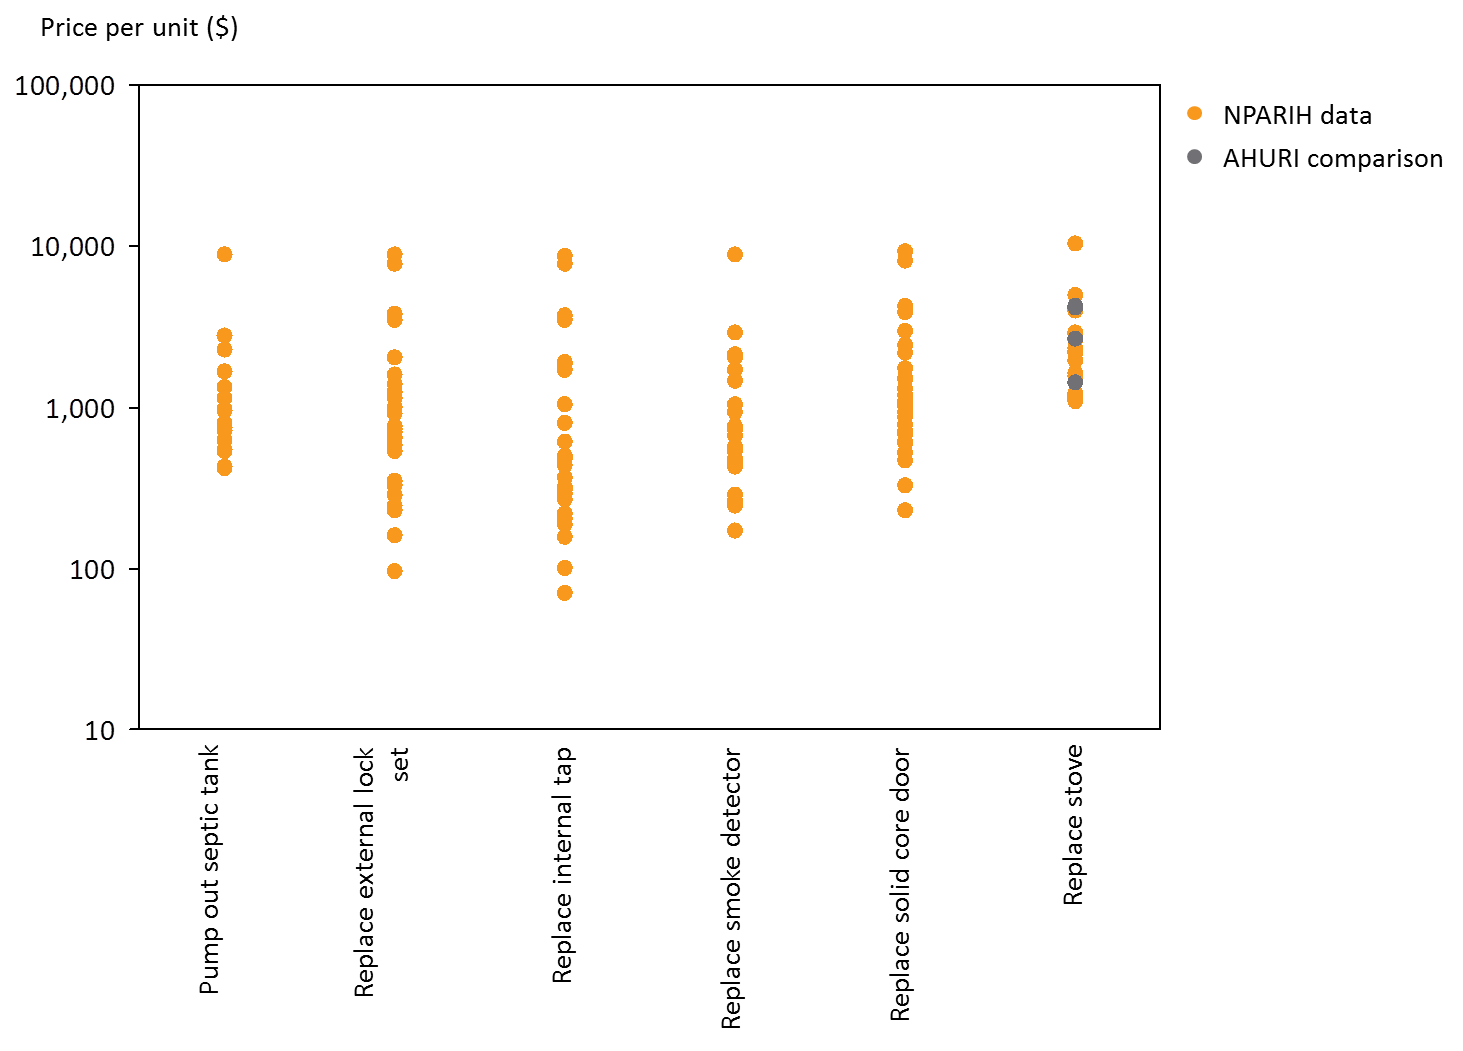 Price per unit ($)
100,000
10,000
1,000
100
10
NPARIH data
AHURI comparison
Pump out septic tank
Replace external lock
set
Replace internal tap
Replace smoke detector
Replace solid core door
Replace stove